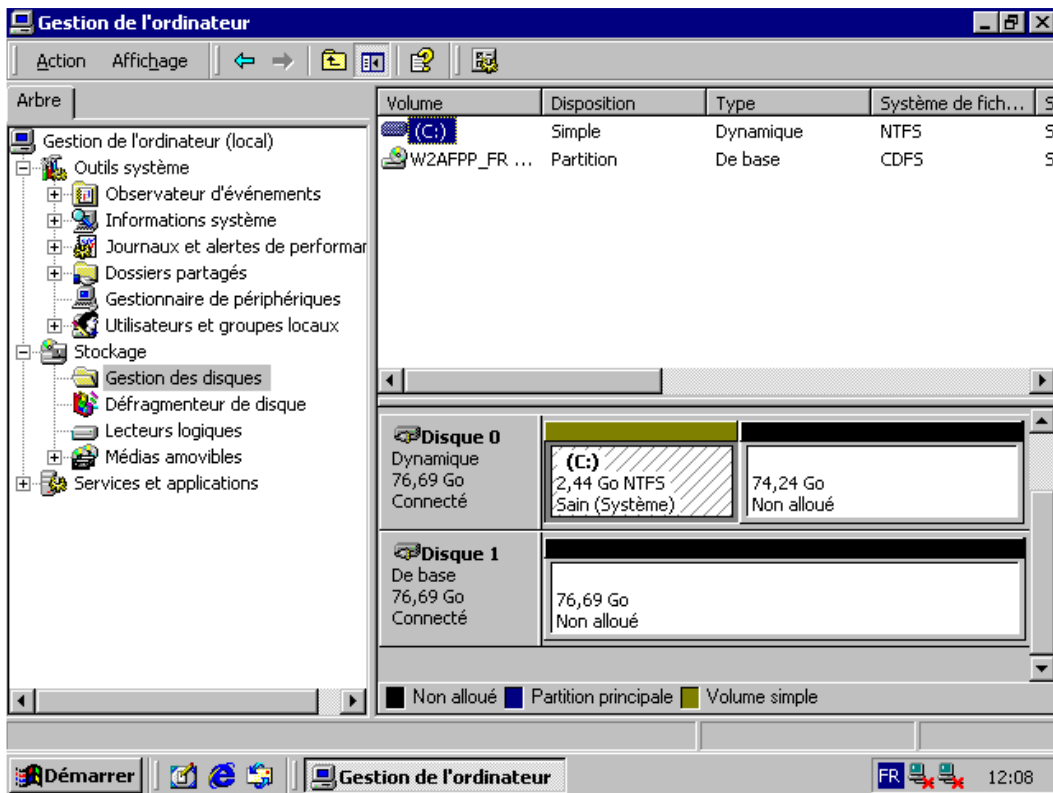 Gestion de l'ordinateur
Action Affichage
Arbre
Gestion de l'ordinateur (local)
Outils système
Observateur d'événements
Informations système
Journaux et alertes de performar
Dossiers partagés
Gestionnaire de périphériques
Utilisateurs et groupes locaux
Stockage
Gestion des disques
Défragmenteur de disque
Lecteurs logiques
Médias amovibles
Services et applications
Volume Disposition Type Système de fich... S
(C:) Simple Dynamique NTFS S
W2AFPP_FR ... Partition De base CDFS S
Disque 0
Dynamique
76,69 Go
Connecté
(C:)
2,44 Go NTFS
Sain (Système)
74,24 Go
Non alloué
Disque 1
De base
76,69 Go
Connecté
76,69 Go
Non alloué
Non alloué Partition principale Volume simple
Démarrer Gestion de l'ordinateur FR 12:08